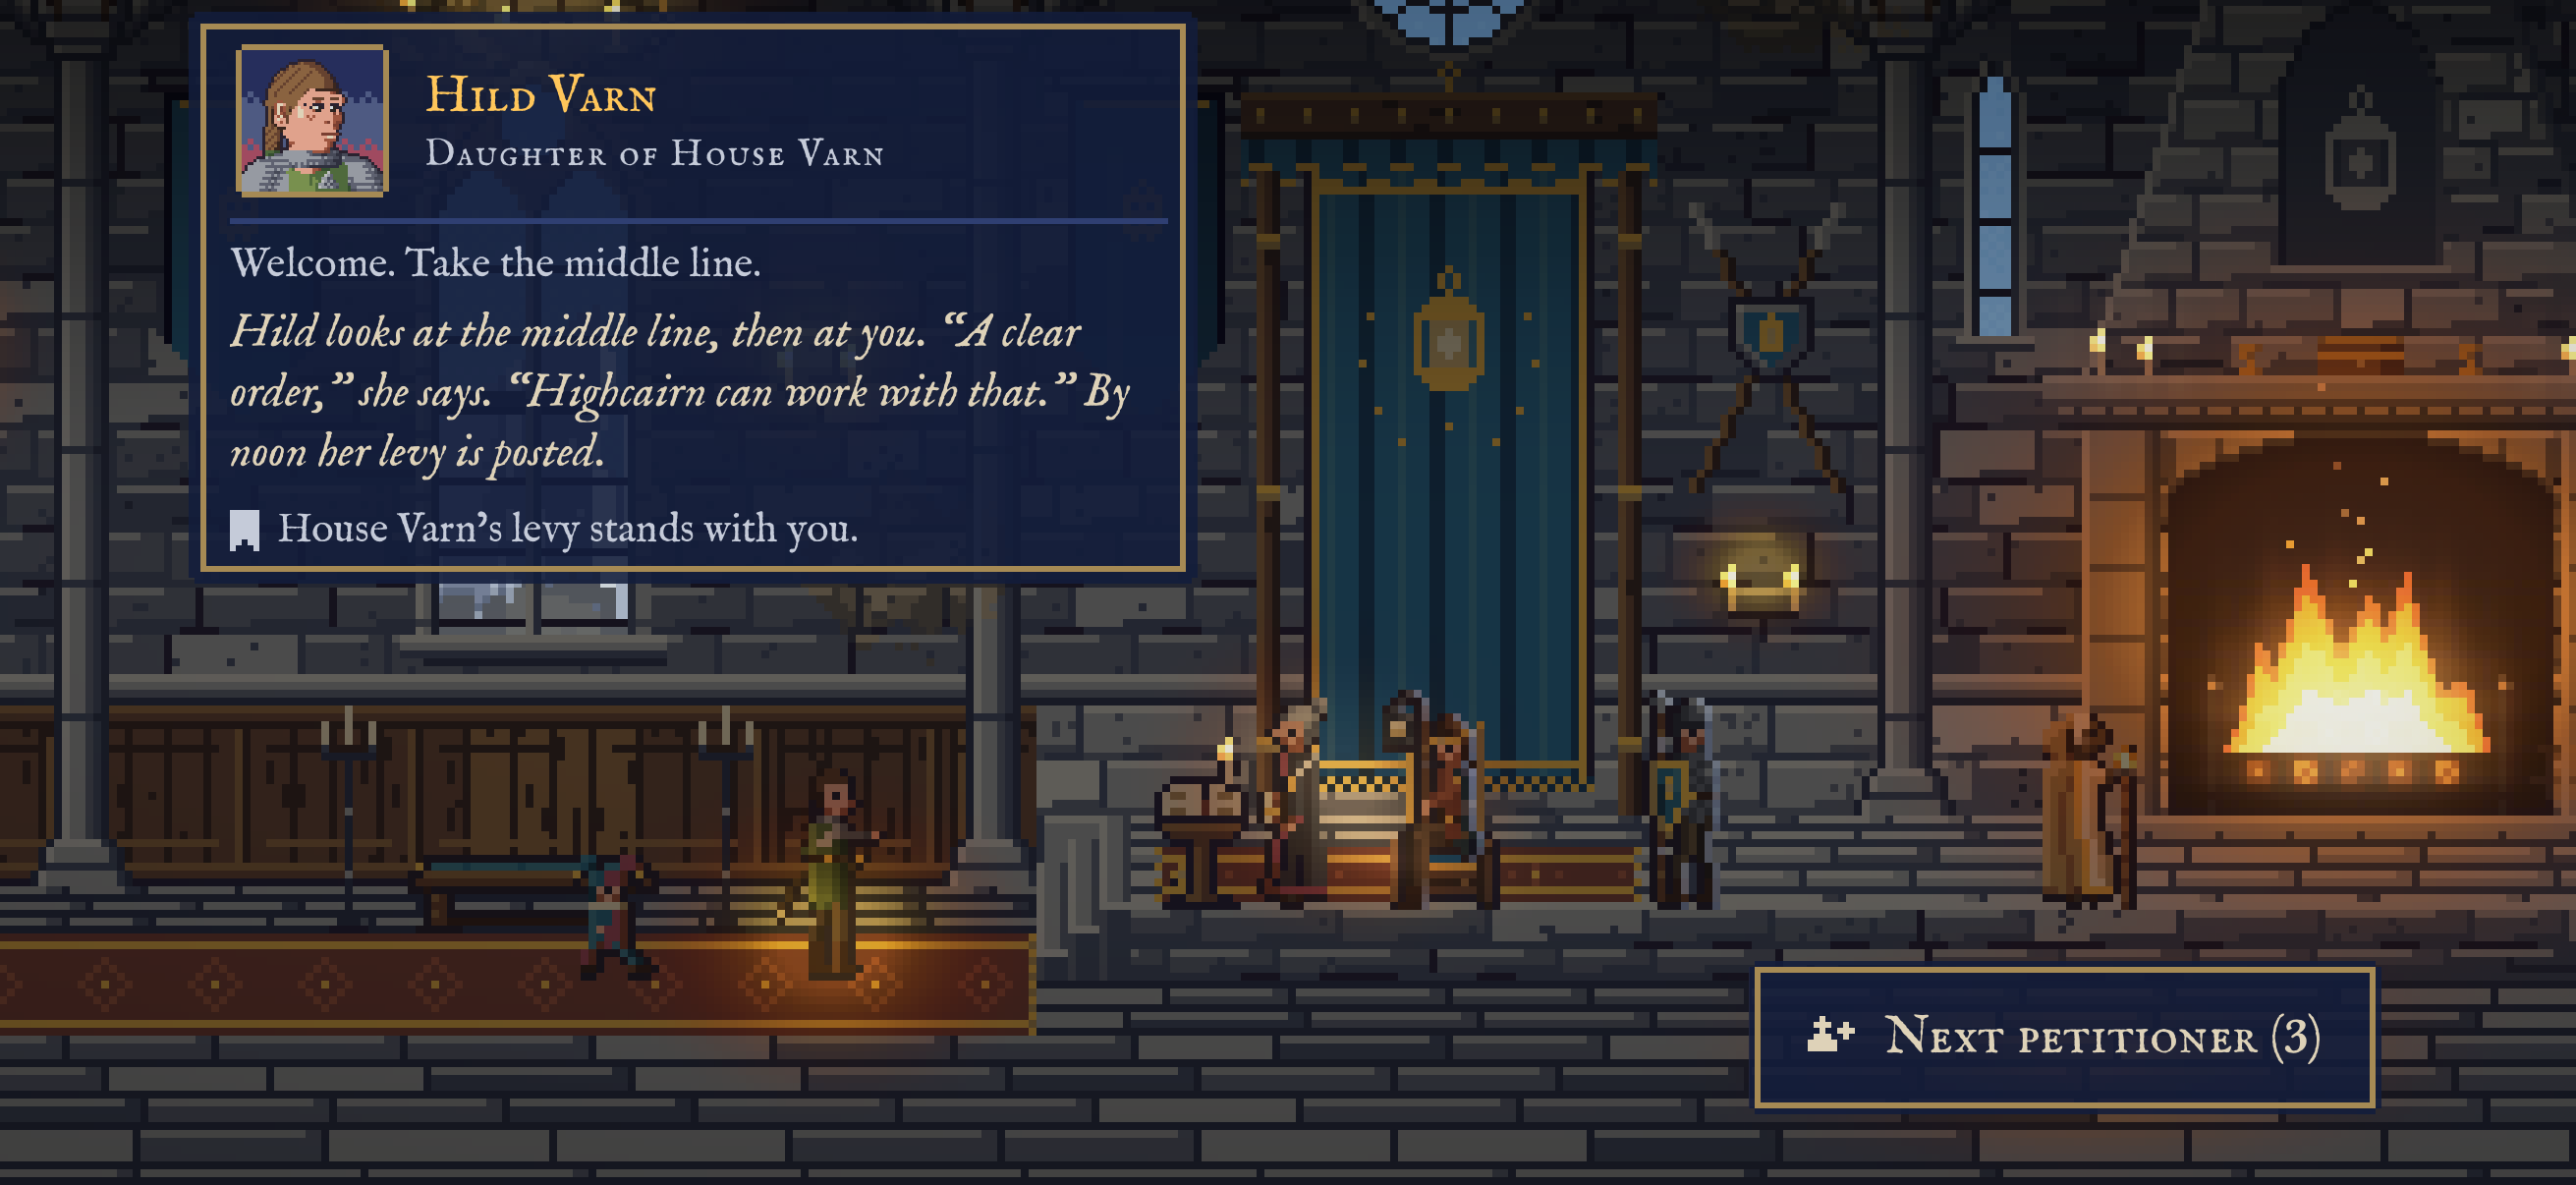 Hild Varn
Daughter of House Varn
Welcome. Take the middle line.
Hild looks at the middle line, then at you. “A clear
order,” she says. “Highcairn can work with that.” By
noon her levy is posted.
House Varn’s levy stands with you.
Next petitioner (3)